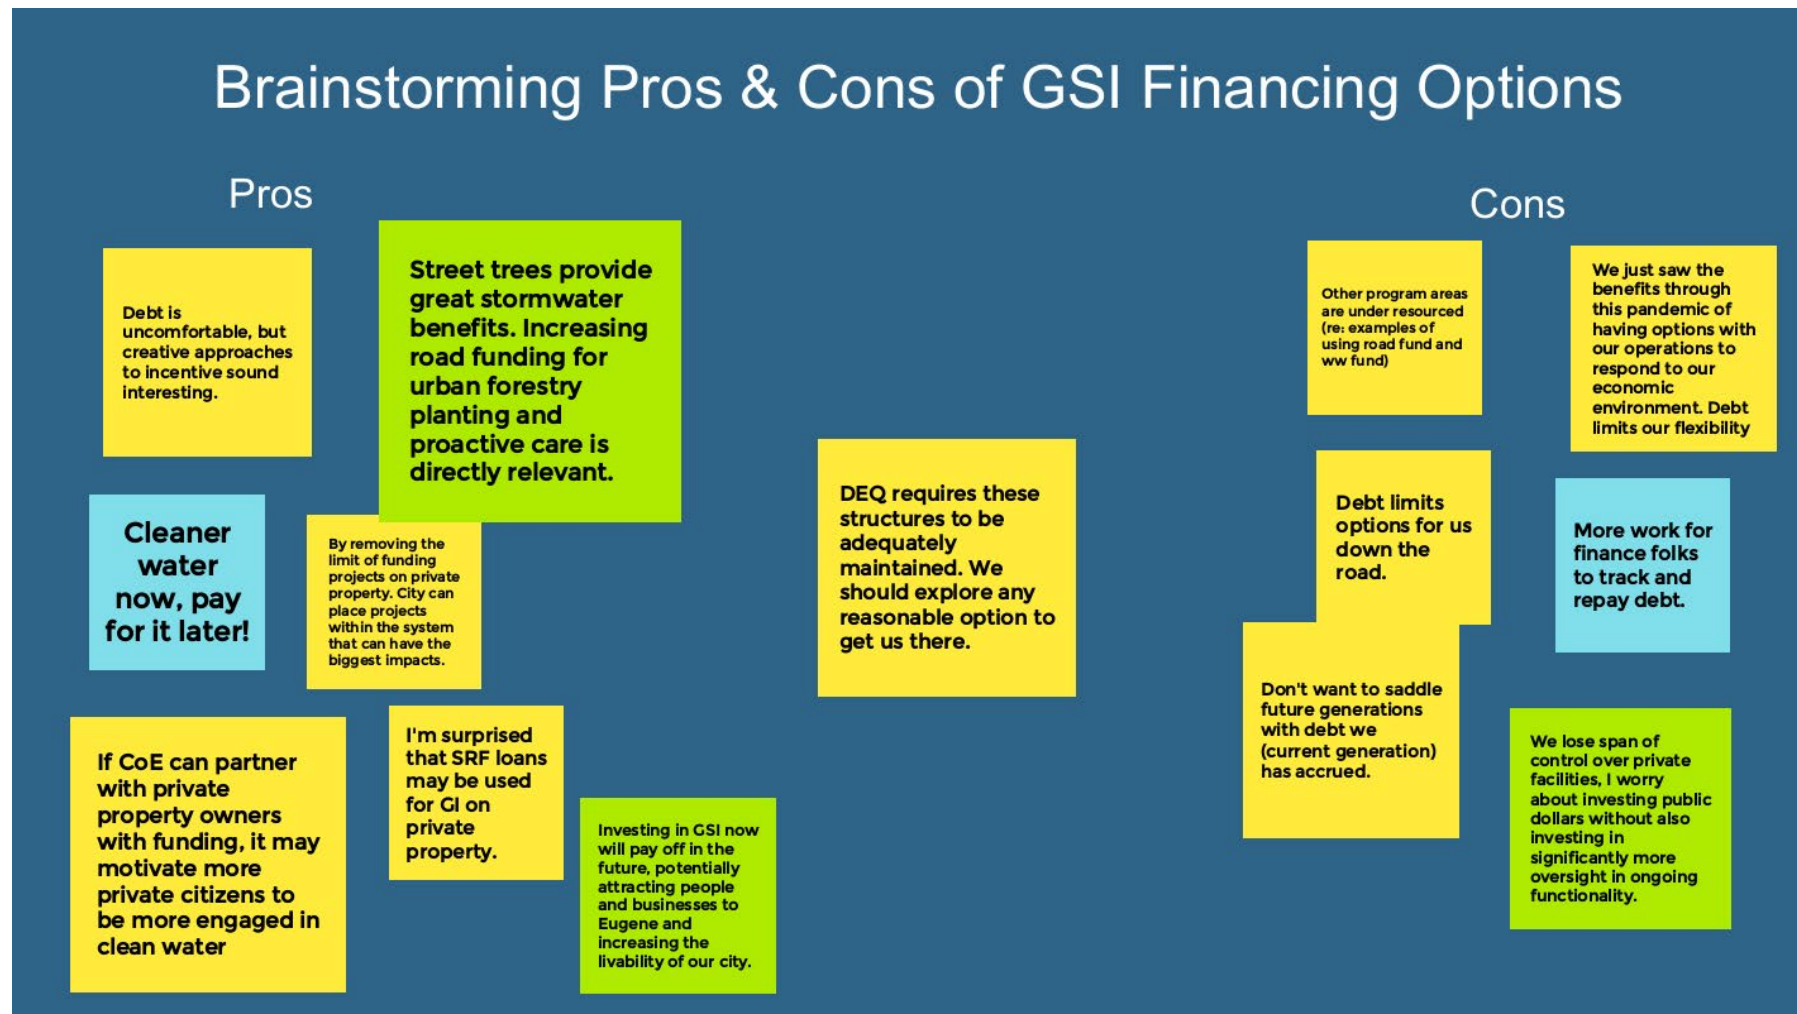 Brainstorming Pros & Cons of GSI Financing Options
Pros
Debt is
uncomfortable, but
creative approaches
to incentive sound
interesting.
Street trees provide
great stormwater
benefits. Increasing
road funding for
urban forestry
planting and
proactive care is
directly relevant.
Cleaner
water
now, pay
for it later!
By removing the
limit of funding
projects on private
property. City can
place projects
within the system
that can have the
biggest impacts.
If CoE can partner
with private
property owners
with funding, it may
motivate more
private citizens to
be more engaged in
clean water
I'm surprised
that SRF loans
may be used
for GI on
private
property.
Investing in GSI now
will pay off in the
future, potentially
attracting people
and businesses to
Eugene and
increasing the
livability of our city.
DEQ requires these
structures to be
adequately
maintained. We
should explore any
reasonable option to
get us there.
Cons
Other program areas
are under resourced
(re: examples of
using road fund and
ww fund)
We just saw the
benefits through
this pandemic of
having options with
our operations to
respond to our
economic
environment. Debt
limits our flexibility
Debt limits
options for us
down the
road.
More work for
finance folks
to track and
repay debt.
Don't want to saddle
future generations
with debt we
(current generation)
has accrued.
We lose span of
control over private
facilities, I worry
about investing public
dollars without also
investing in
significantly more
oversight in ongoing
functionality.